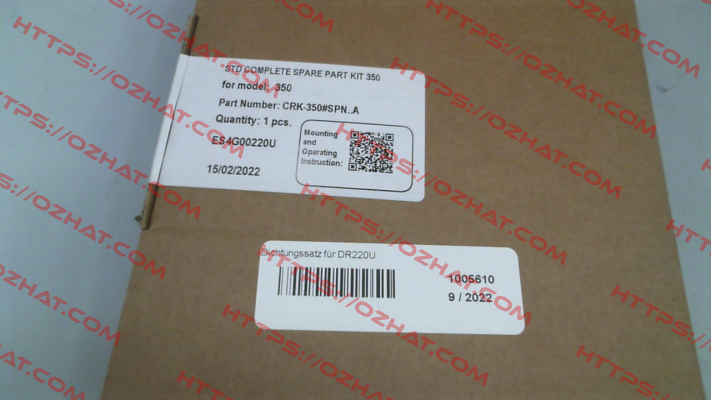 STD COMPLETE SPARE PART KIT 350
for model: 350
Part Number: CRK-350#SPN_A
Quantity: 1 pcs.
ES4G00220U
15/02/2022
Mounting
and
Operating
Instruction:
Dichtungssatz für DR220U
1005610
9 / 2022
HTTPS://OZHAT.COM